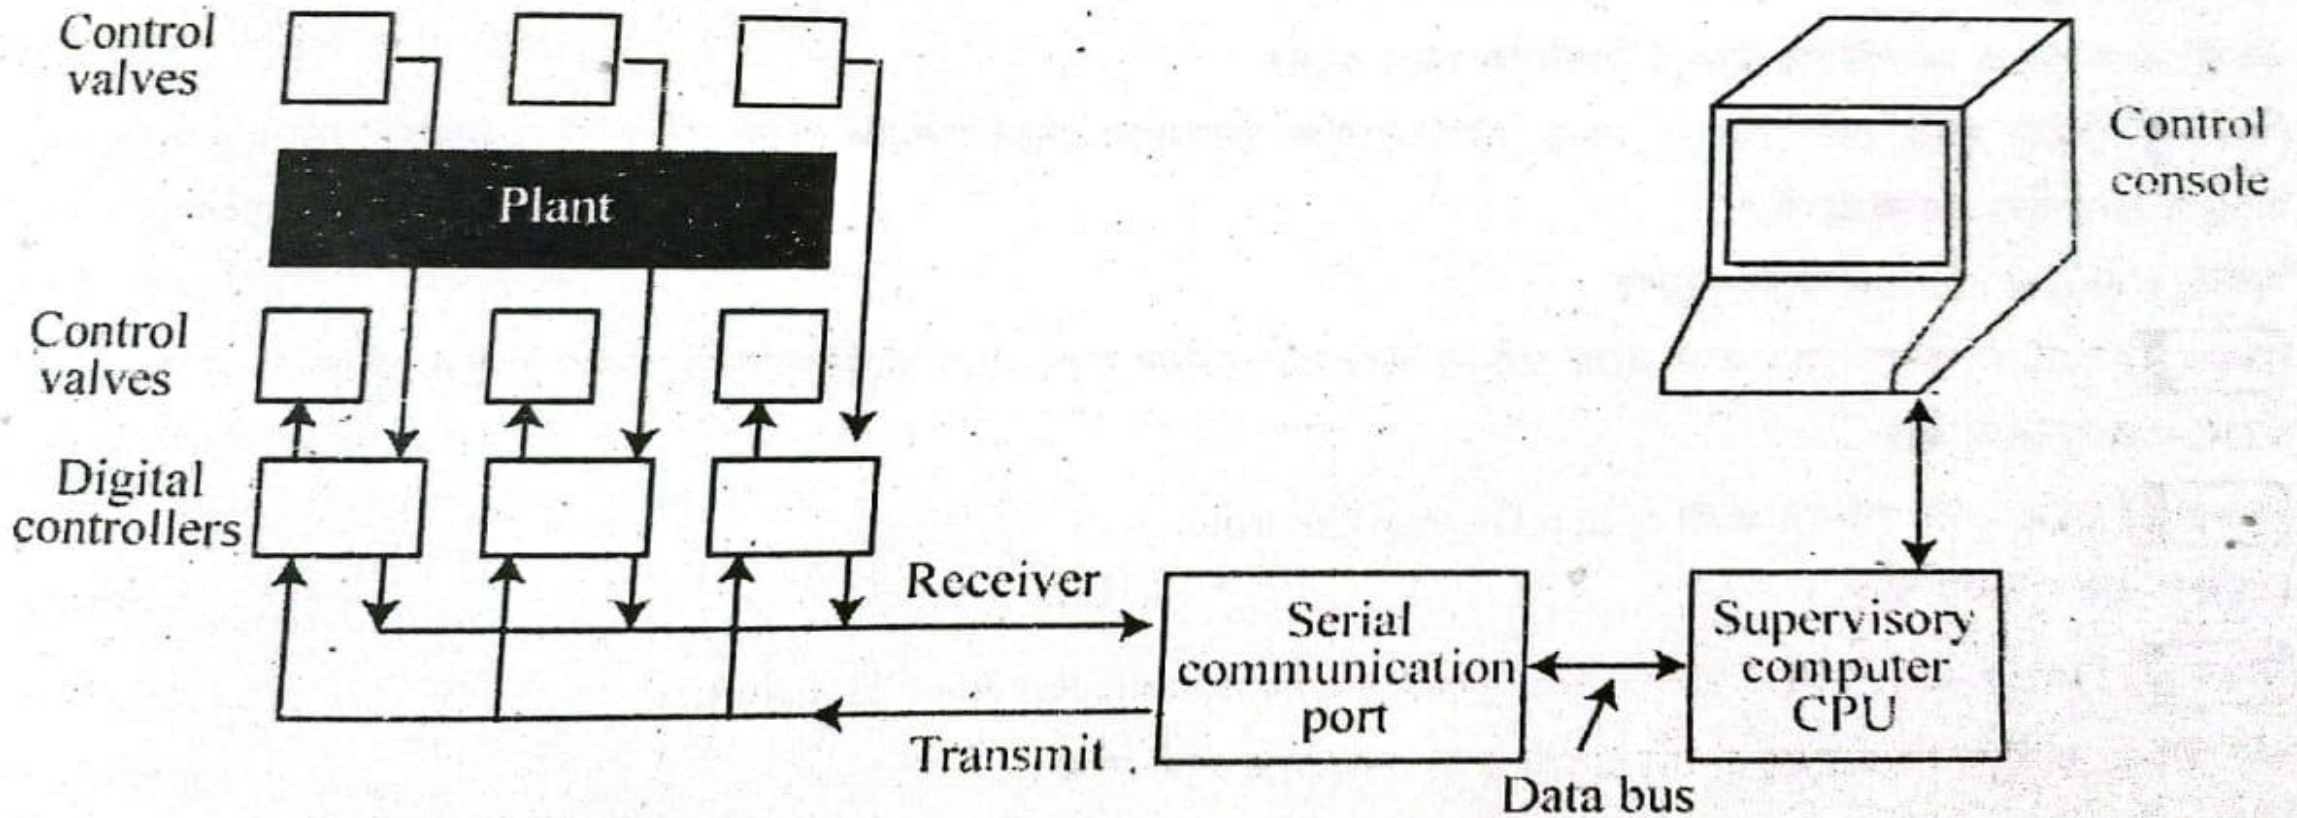 Control
valves
Plant
Control
console
Control
valves
Digital
controllers
Receiver
Serial
communication
port
Supervisory
computer
CPU
Transmit
Data bus